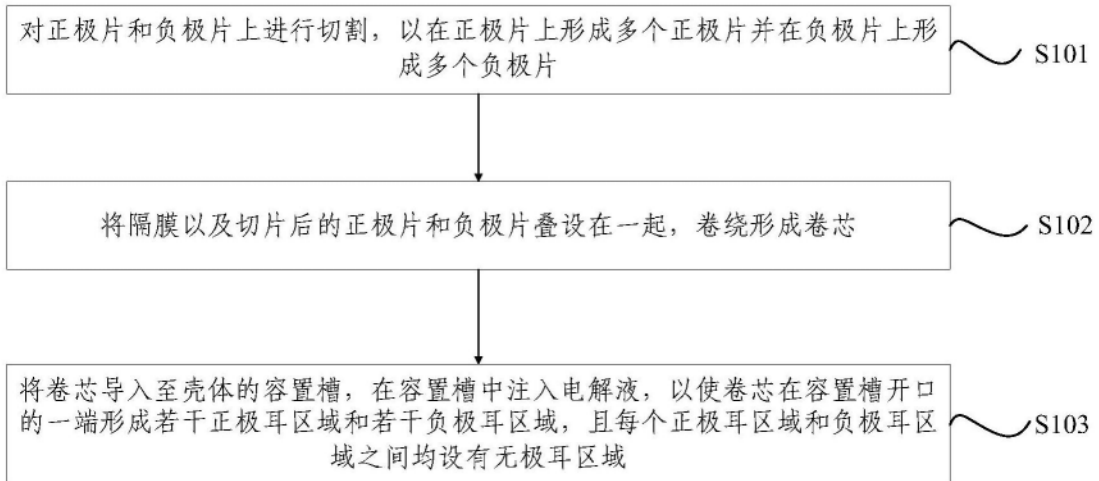 对正极片和负极片上进行切割，以在正极片上形成多个正极片并在负极片上形
成多个负极片
S101
将隔膜以及切片后的正极片和负极片叠设在一起，卷绕形成卷芯
S102
将卷芯导入至壳体的容置槽，在容置槽中注入电解液，以使卷芯在容置槽开口
的一端形成若干正极耳区域和若干负极耳区域，且每个正极耳区域和负极耳区
域之间均设有无极耳区域
S103